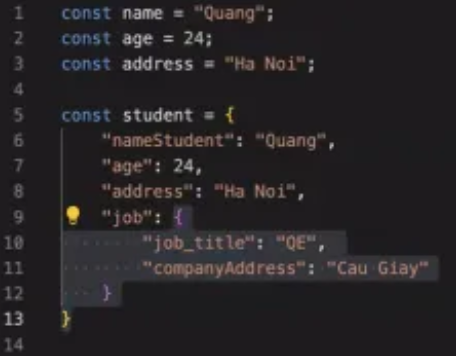 1 const name = "Quang";
2 const age = 24;
3 const address = "Ha Noi";
4
5 const student = {
6     "nameStudent": "Quang",
7     "age": 24,
8     "address": "Ha Noi",
9     "job": {
10         "job_title": "QE",
11         "companyAddress": "Cau Giay"
12     }
13 }
14